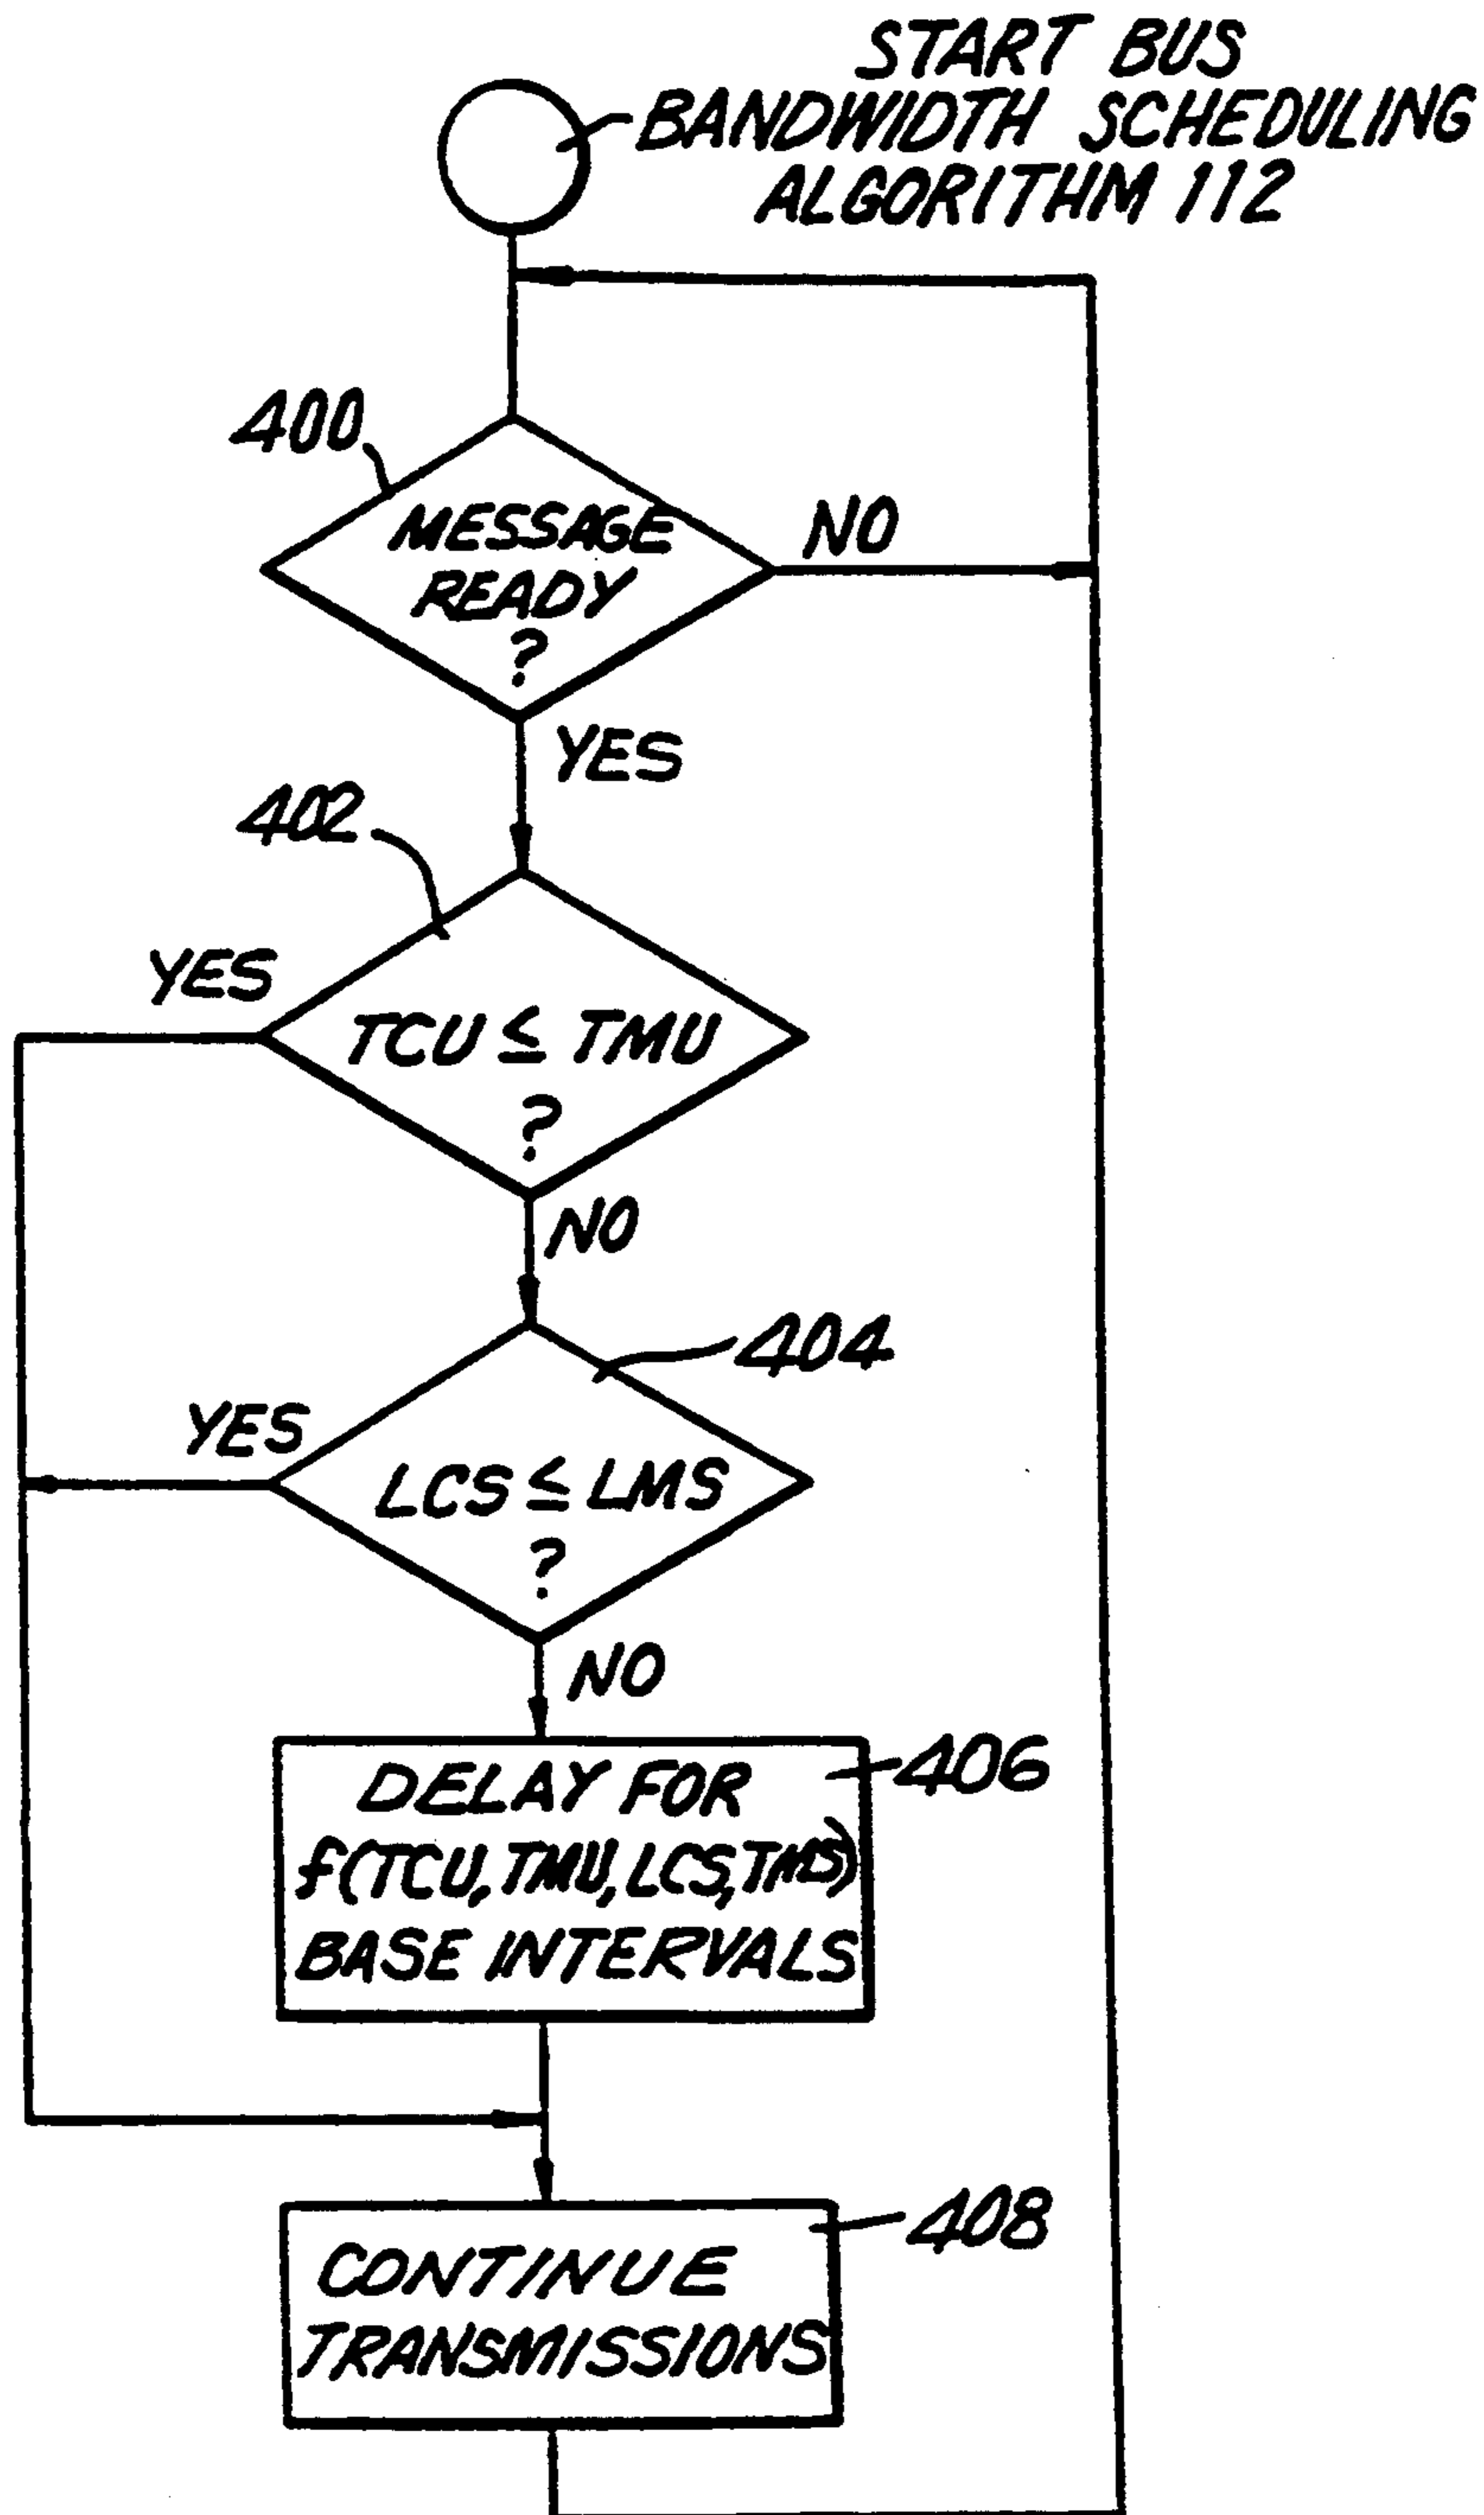 START BUS
BANDWIDTH SCHEDULING
ALGORITHM 112
400
MESSAGE
READY
?
NO
YES
402
YES
TCU ≤ TMU
?
NO
404
YES
LCS ≤ LMS
?
NO
406
DELAY FOR
f(TCU, TMU, LCS, TMS)
BASE INTERVALS
408
CONTINUE
TRANSMISSIONS